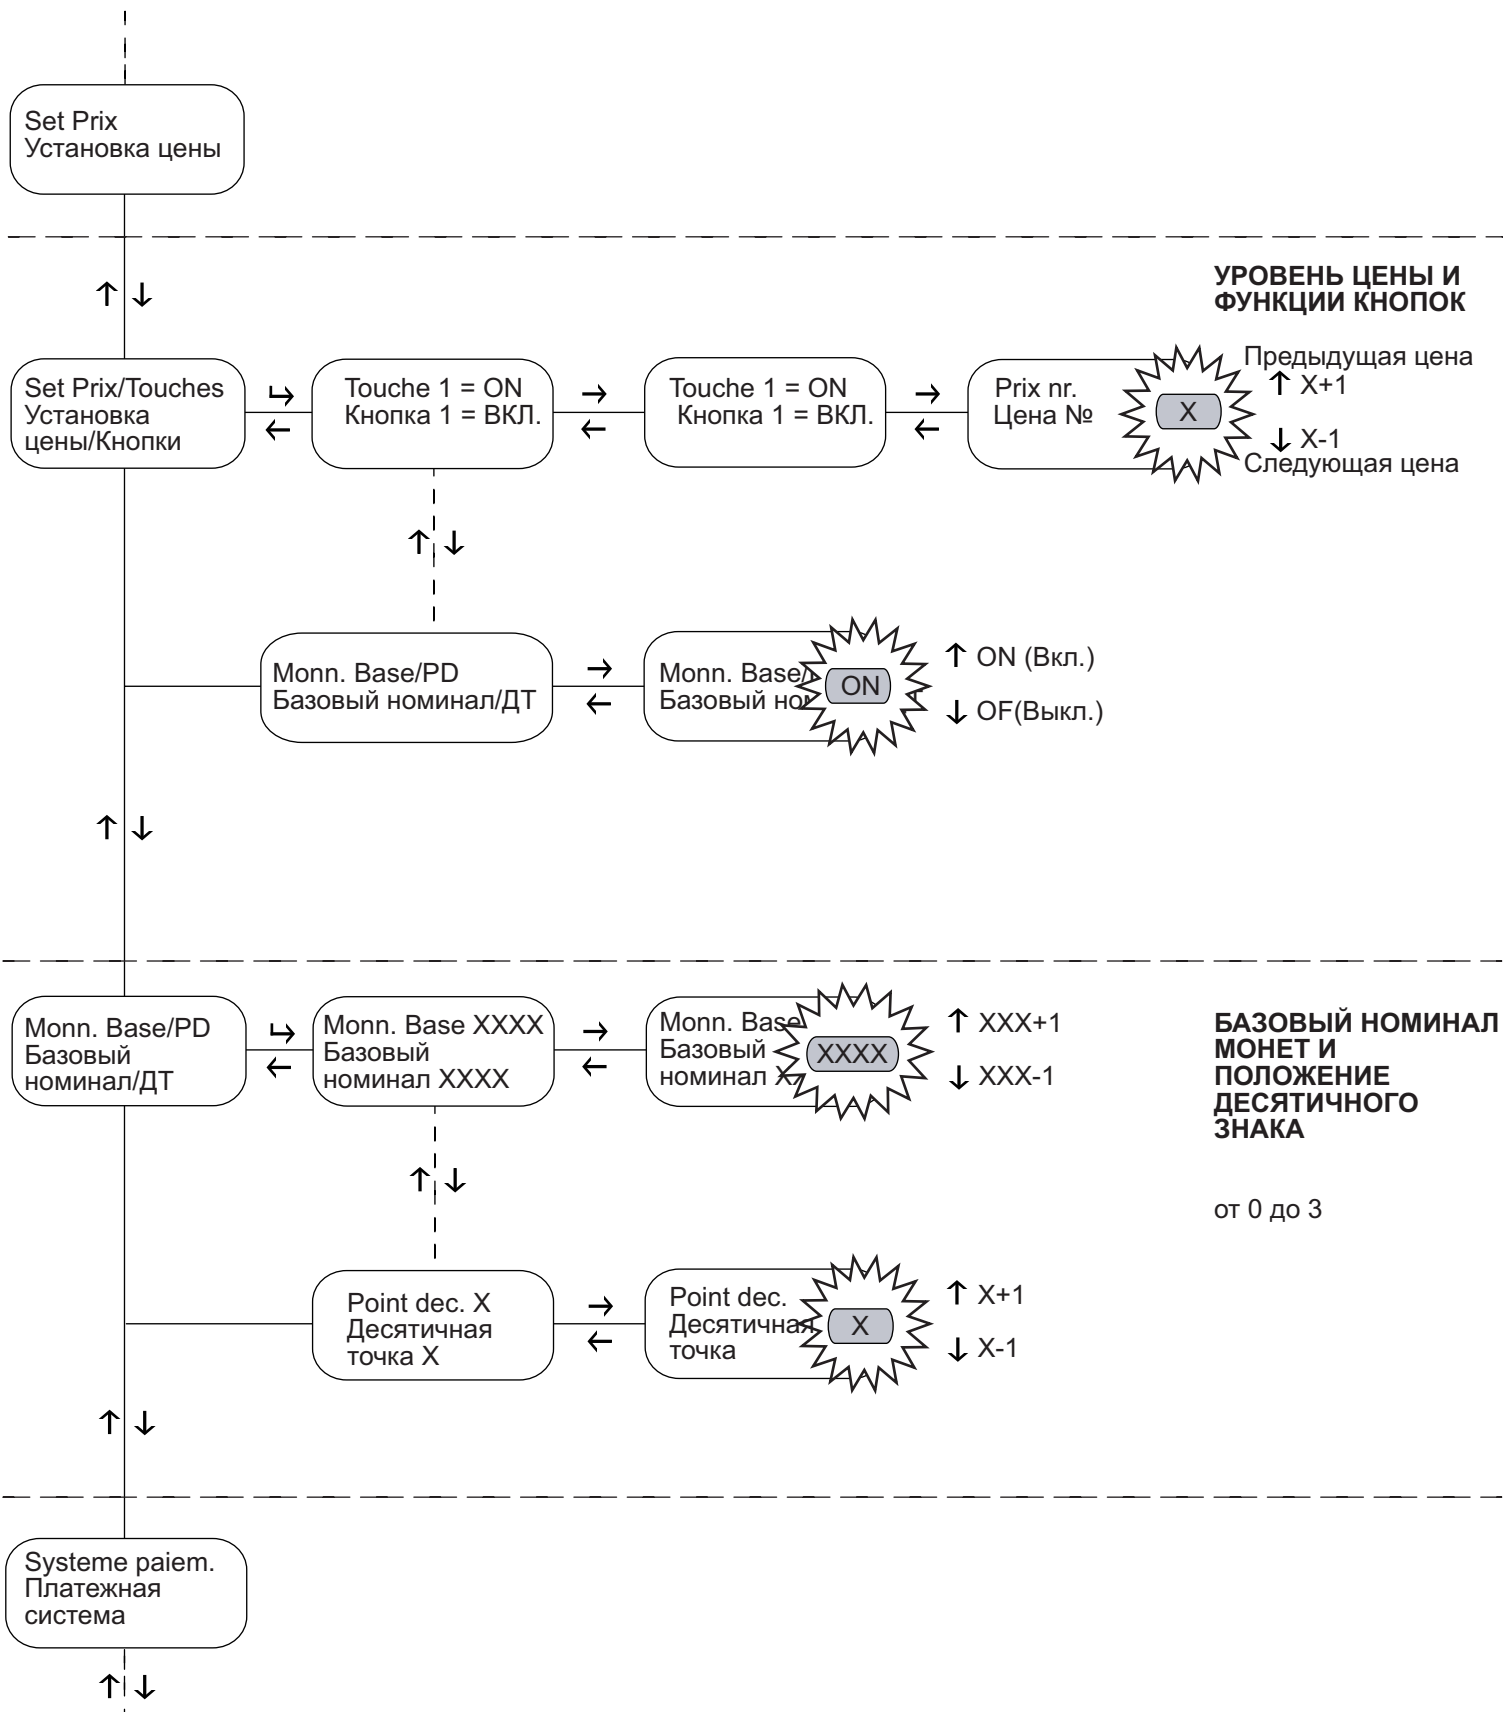 Set Prix
Установка цены
УРОВЕНЬ ЦЕНЫ И
ФУНКЦИИ КНОПОК
Set Prix/Touches
Установка
цены/Кнопки
Touche 1 = ON
Кнопка 1 = ВКЛ.
Touche 1 = ON
Кнопка 1 = ВКЛ.
Prix nr.
Цена №
X
Предыдущая цена
↑ X+1
↓ X-1
Следующая цена
Monn. Base/PD
Базовый номинал/ДТ
Monn. Base/
Базовый но
ON
↑ ON (Вкл.)
↓ OF(Выкл.)
Monn. Base/PD
Базовый
номинал/ДТ
Monn. Base XXXX
Базовый
номинал XXXX
Monn. Base
Базовый
номинал X
XXXX
↑ XXX+1
↓ XXX-1
БАЗОВЫЙ НОМИНАЛ
МОНЕТ И
ПОЛОЖЕНИЕ
ДЕСЯТИЧНОГО
ЗНАКА
от 0 до 3
Point dec. X
Десятичная
точка X
Point dec.
Десятичная
точка
X
↑ X+1
↓ X-1
Systeme paiem.
Платежная
система